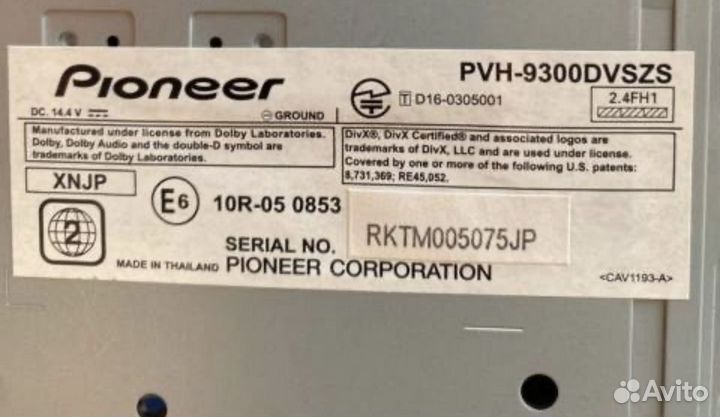 Pioneer
PVH-9300DVSZS
T D16-0305001
2.4FH1
DC. 14.4 V
GROUND
Manufactured under license from Dolby Laboratories.
Dolby, Dolby Audio and the double-D symbol are
trademarks of Dolby Laboratories.
DivX®, DivX Certified® and associated logos are
trademarks of DivX, LLC and are used under license.
Covered by one or more of the following U.S. patents:
8,731,369; RE45,052.
XNJP
E6 10R-05 0853
2
SERIAL NO. RKTM005075JP
MADE IN THAILAND PIONEER CORPORATION
<CAV1193-A>
Avito